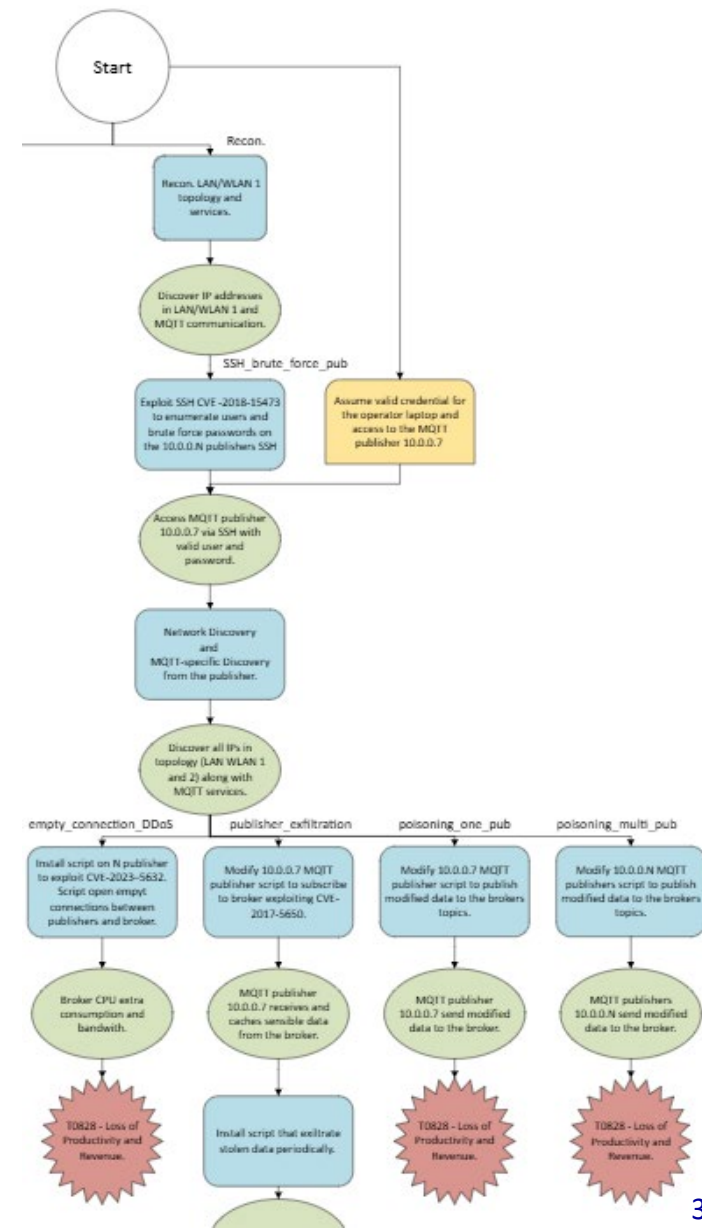 Start
Recon.
Recon. LAN/WLAN 1
topology and
services.
Discover IP addresses
in LAN/WLAN 1 and
MQTT communication.
SSH_brute_force_pub
Exploit SSH CVE -2018-15473
to enumerate users and
brute force passwords on
the 10.0.0.N publishers SSH
Assume valid credential for
the operator laptop and
access to the MQTT
publisher 10.0.0.7
Access MQTT publisher
10.0.0.7 via SSH with
valid user and
password.
Network Discovery
and
MQTT-specific Discovery
from the publisher.
Discover all IPs in
topology (LAN WLAN 1
and 2) along with
MQTT services.
empty_connection_DDoS
publisher_exfiltration
poisoning_one_pub
poisoning_multi_pub
Install script on N publisher
to exploit CVE-2023-5632.
Script open empyt
connections between
publishers and broker.
Modify 10.0.0.7 MQTT
publisher script to subscribe
to broker exploiting CVE-
2017-5650.
Modify 10.0.0.7 MQTT
publisher script to publish
modified data to the brokers
topics.
Modify 10.0.0.N MQTT
publishers script to publish
modified data to the brokers
topics.
Broker CPU extra
consumption and
bandwith.
MQTT publisher
10.0.0.7 receives and
caches sensible data
from the broker.
MQTT publisher
10.0.0.7 send modified
data to the broker.
MQTT publishers
10.0.0.N send modified
data to the broker.
T0828 - Loss of
Productivity and
Revenue.
Install script that exiltrate
stolen data periodically.
T0828 - Loss of
Productivity and
Revenue.
T0828 - Loss of
Productivity and
Revenue.
3